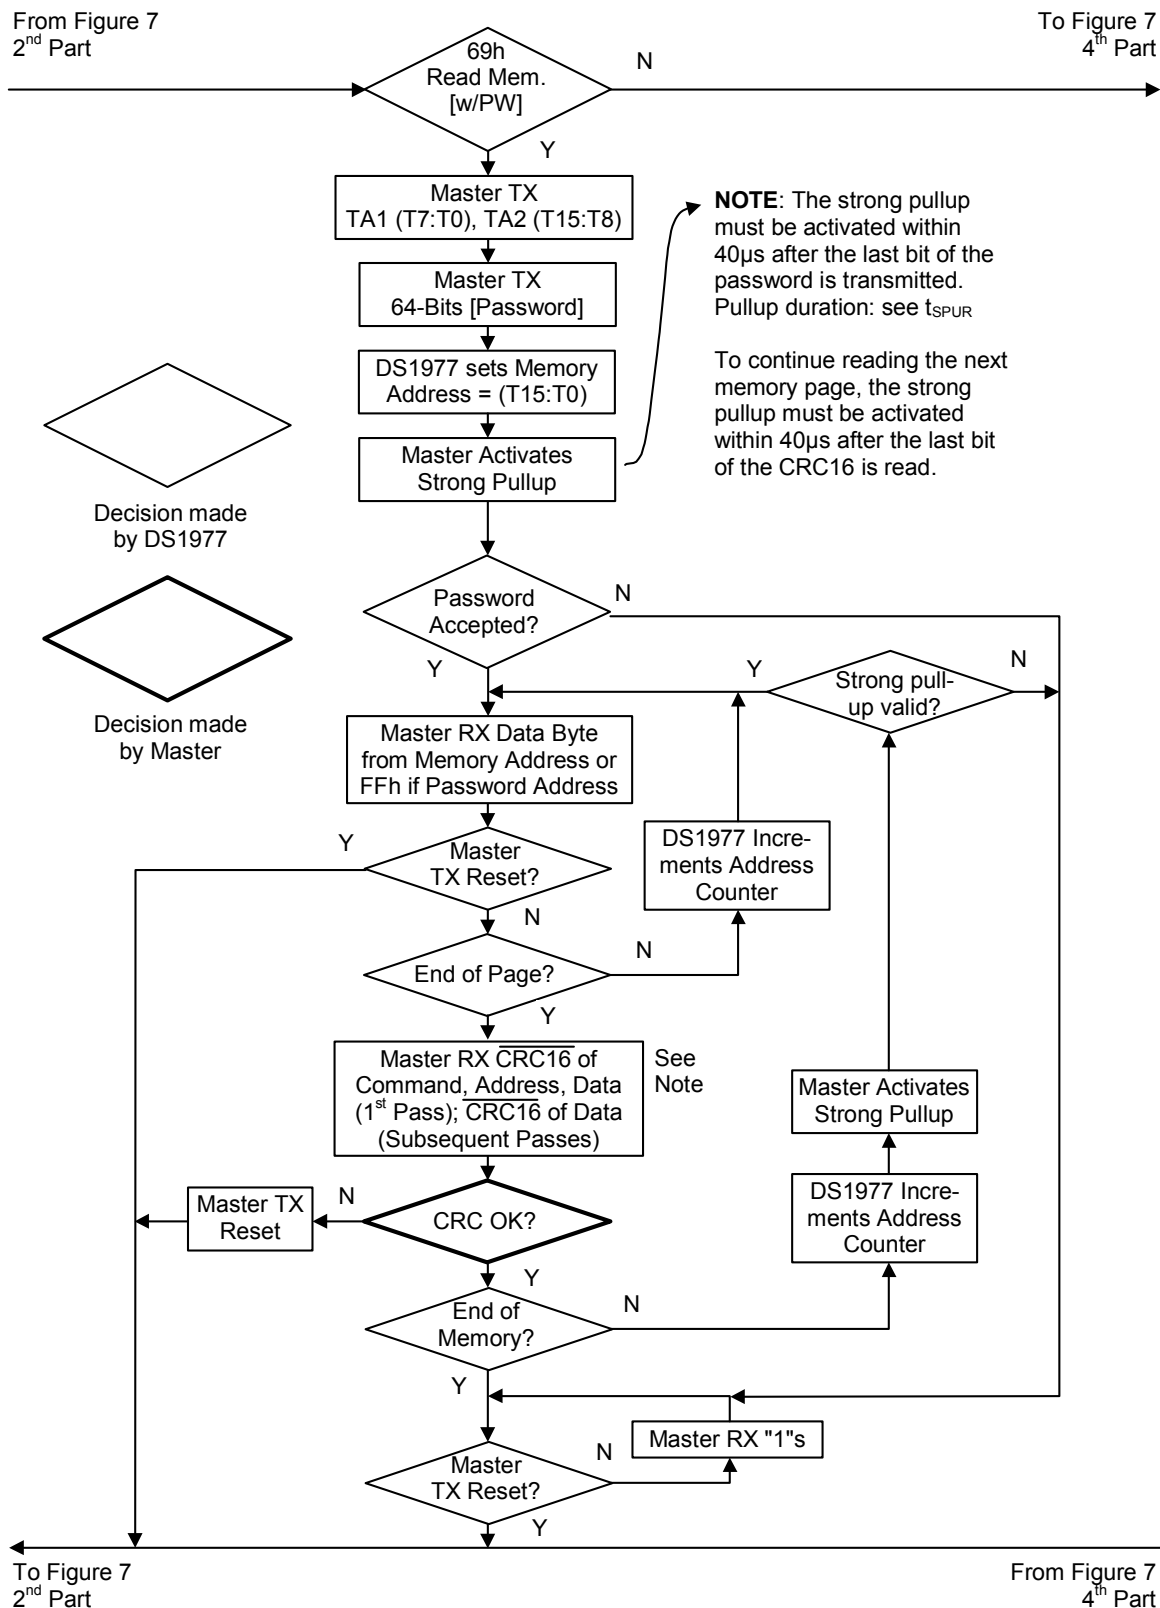 From Figure 7
2nd Part
To Figure 7
4th Part
69h
Read Mem.
[w/PW]
N
Y
Master TX
TA1 (T7:T0), TA2 (T15:T8)
NOTE: The strong pullup
must be activated within
40µs after the last bit of the
password is transmitted.
Pullup duration: see tSPUR
To continue reading the next
memory page, the strong
pullup must be activated
within 40µs after the last bit
of the CRC16 is read.
Master TX
64-Bits [Password]
DS1977 sets Memory
Address = (T15:T0)
Master Activates
Strong Pullup
Decision made
by DS1977
Decision made
by Master
Password
Accepted?
N
Y
Strong pull-
up valid?
Y
N
Master RX Data Byte
from Memory Address or
FFh if Password Address
Master
TX Reset?
Y
N
DS1977 Incre-
ments Address
Counter
End of Page?
N
Y
Master RX CRC16 of
Command, Address, Data
(1st Pass); CRC16 of Data
(Subsequent Passes)
See
Note
Master Activates
Strong Pullup
DS1977 Incre-
ments Address
Counter
Master TX
Reset
N
CRC OK?
Y
End of
Memory?
N
Y
Master RX "1"s
Master
TX Reset?
N
Y
To Figure 7
2nd Part
From Figure 7
4th Part